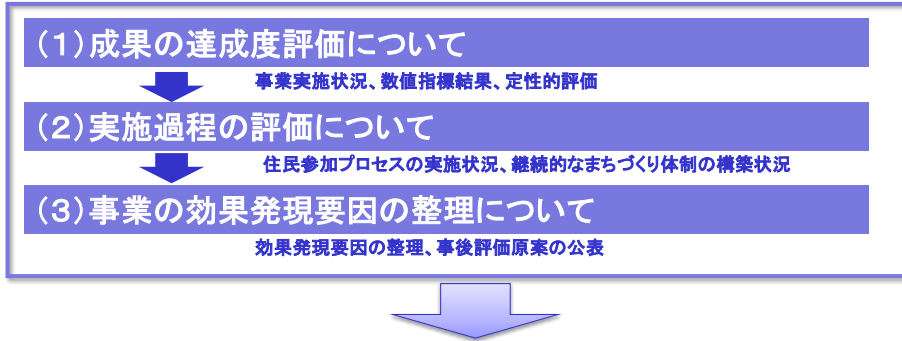 （１）成果の達成度評価について
事業実施状況、数値指標結果、定性的評価
（２）実施過程の評価について
住民参加プロセスの実施状況、継続的なまちづくり体制の構築状況
（３）事業の効果発現要因の整理について
効果発現要因の整理、事後評価原案の公表